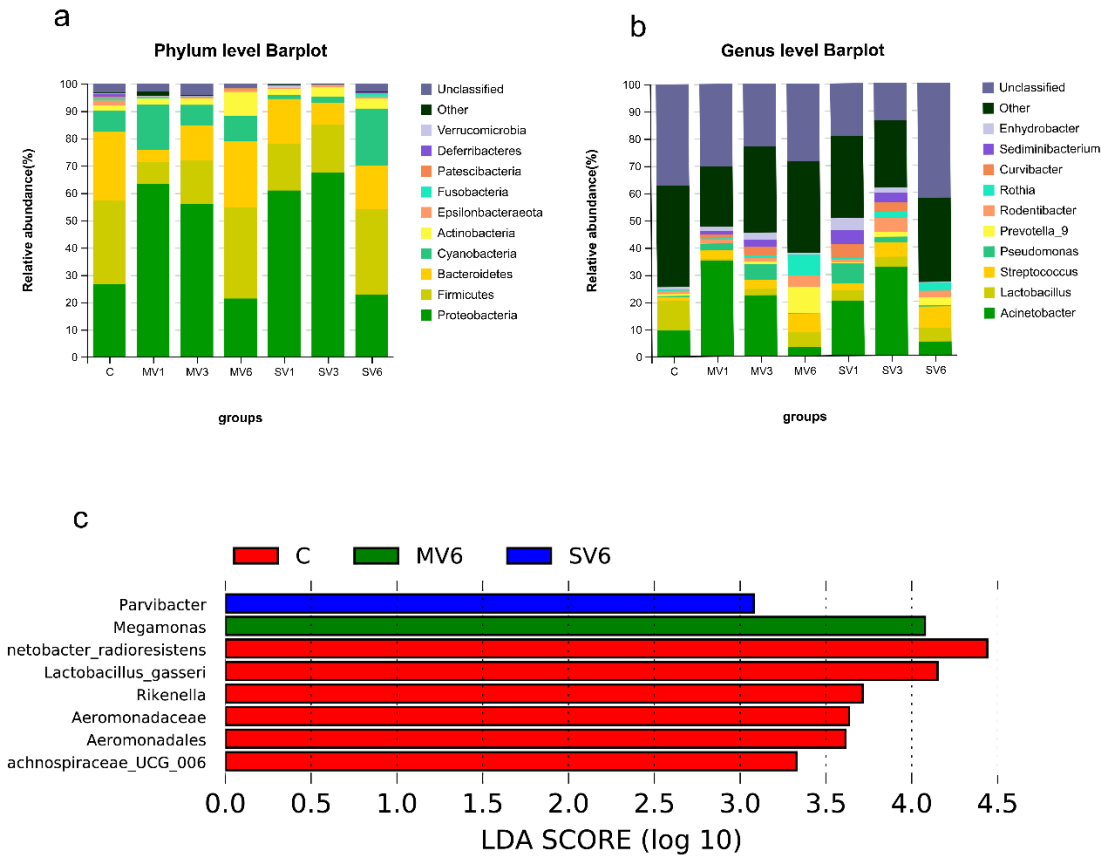 a
Phylum level Barplot
Relative abundance(%)
100
90
80
70
60
50
40
30
20
10
0
C MV1 MV3 MV6 SV1 SV3 SV6
groups
Unclassified
Other
Verrucomicrobia
Deferribacteres
Patescibacteria
Fusobacteria
Epsilonbacteraeota
Actinobacteria
Cyanobacteria
Bacteroidetes
Firmicutes
Proteobacteria
b
Genus level Barplot
Relative abundance(%)
100
90
80
70
60
50
40
30
20
10
0
C MV1 MV3 MV6 SV1 SV3 SV6
groups
Unclassified
Other
Enhydrobacter
Sediminibacterium
Curvibacter
Rothia
Rodentibacter
Prevotella_9
Pseudomonas
Streptococcus
Lactobacillus
Acinetobacter
c
C MV6 SV6
Parvibacter
Megamonas
netobacter_radioresistens
Lactobacillus_gasseri
Rikenella
Aeromonadaceae
Aeromonadales
achnospiraceae_UCG_006
0.0 0.5 1.0 1.5 2.0 2.5 3.0 3.5 4.0 4.5
LDA SCORE (log 10)